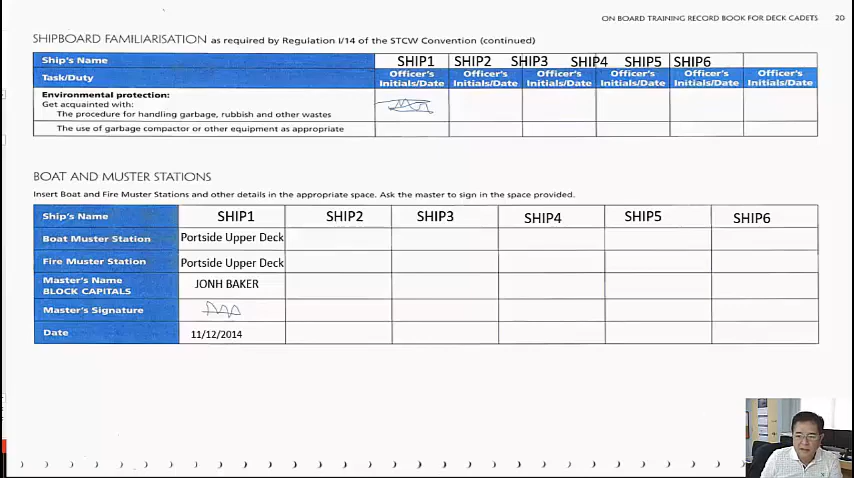 ON BOARD TRAINING RECORD BOOK FOR DECK CADETS 20
SHIPBOARD FAMILIARISATION as required by Regulation I/14 of the STCW Convention (continued)
Ship's Name SHIP1 SHIP2 SHIP3 SHIP4 SHIP5 SHIP6
Task/Duty Officer's Initials/Date Officer's Initials/Date Officer's Initials/Date Officer's Initials/Date Officer's Initials/Date Officer's Initials/Date
Environmental protection:
Get acquainted with:
The procedure for handling garbage, rubbish and other wastes
The use of garbage compactor or other equipment as appropriate
BOAT AND MUSTER STATIONS
Insert Boat and Fire Muster Stations and other details in the appropriate space. Ask the master to sign in the space provided.
Ship's Name SHIP1 SHIP2 SHIP3 SHIP4 SHIP5 SHIP6
Boat Muster Station Portside Upper Deck
Fire Muster Station Portside Upper Deck
Master's Name JONH BAKER
BLOCK CAPITALS
Master's Signature
Date 11/12/2014